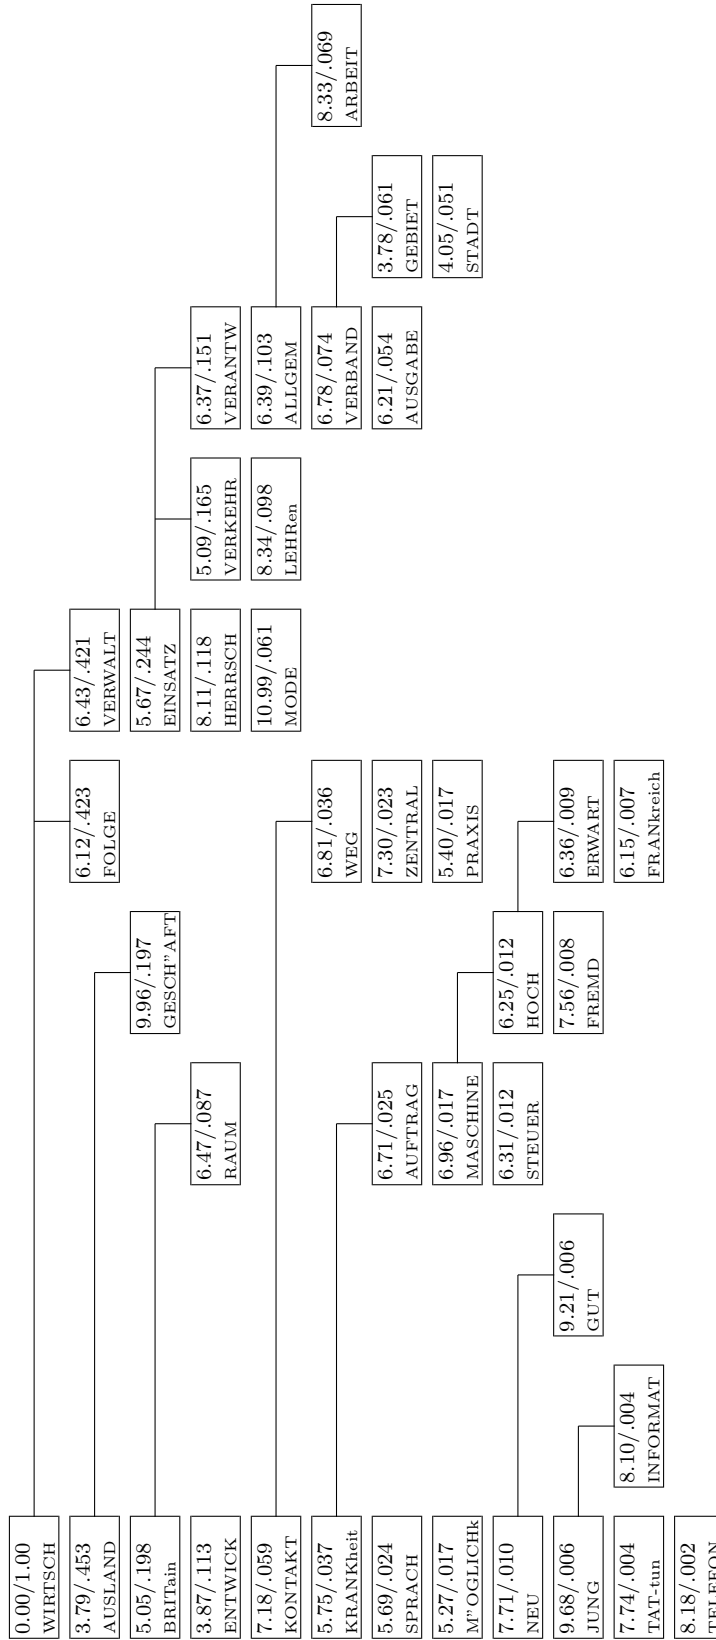 0.00/1.00
WIRTSCH
3.79/.453
AUSLAND
5.05/.198
BRITain
3.87/.113
ENTWICK
7.18/.059
KONTAKT
5.75/.037
KRANKheit
5.69/.024
SPRACH
5.27/.017
M"OGLICHk
7.71/.010
NEU
9.68/.006
JUNG
7.74/.004
TAT-tun
8.18/.002
TELEFON
8.10/.004
INFORMAT
9.21/.006
GUT
6.47/.087
RAUM
6.71/.025
AUFTRAG
6.96/.017
MASCHINE
6.31/.012
STEUER
9.96/.197
GESCH"AFT
6.25/.012
HOCH
7.56/.008
FREMD
6.12/.423
FOLGE
6.81/.036
WEG
7.30/.023
ZENTRAL
5.40/.017
PRAXIS
6.36/.009
ERWART
6.15/.007
FRANkreich
6.43/.421
VERWALT
5.67/.244
EINSATZ
8.11/.118
HERRSCH
10.99/.061
MODE
5.09/.165
VERKEHR
8.34/.098
LEHRen
6.37/.151
VERANTW
6.39/.103
ALLGEM
6.78/.074
VERBAND
6.21/.054
AUSGABE
3.78/.061
GEBIET
4.05/.051
STADT
8.33/.069
ARBEIT